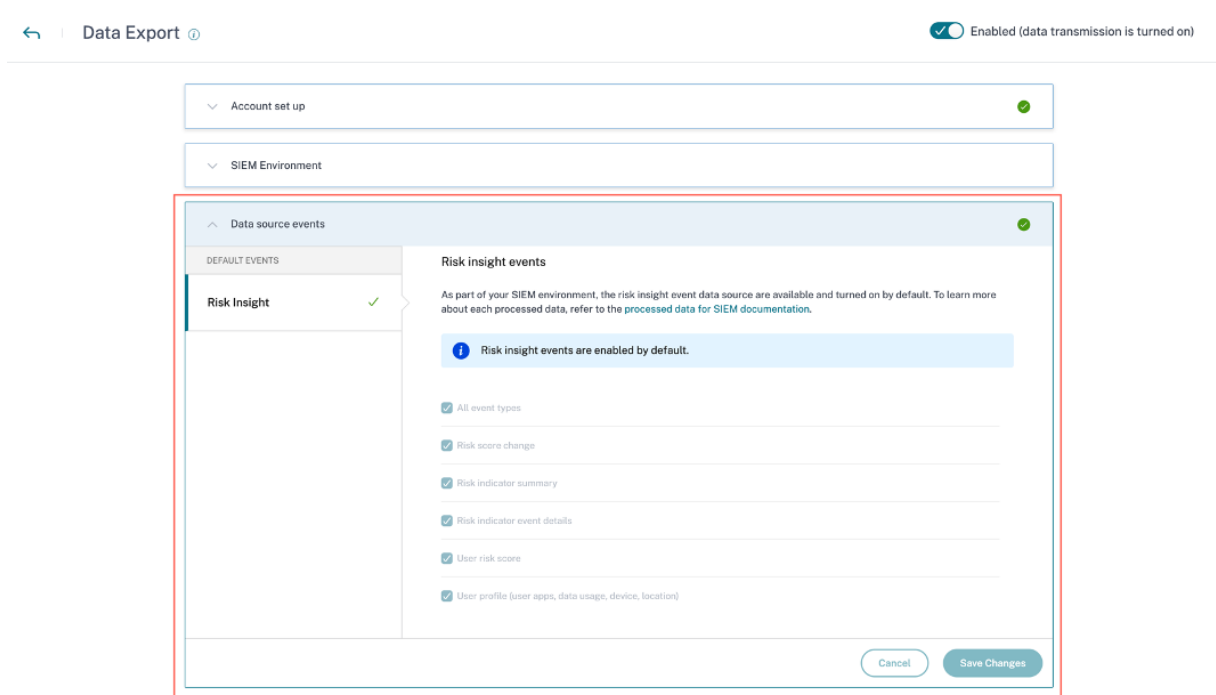 Data Export
Enabled (data transmission is turned on)
Account set up
SIEM Environment
Data source events
DEFAULT EVENTS
Risk Insight
Risk insight events
As part of your SIEM environment, the risk insight event data source are available and turned on by default. To learn more
about each processed data, refer to the processed data for SIEM documentation.
Risk insight events are enabled by default.
All event types
Risk score change
Risk indicator summary
Risk indicator event details
User risk score
User profile (user apps, data usage, device, location)
Cancel
Save Changes